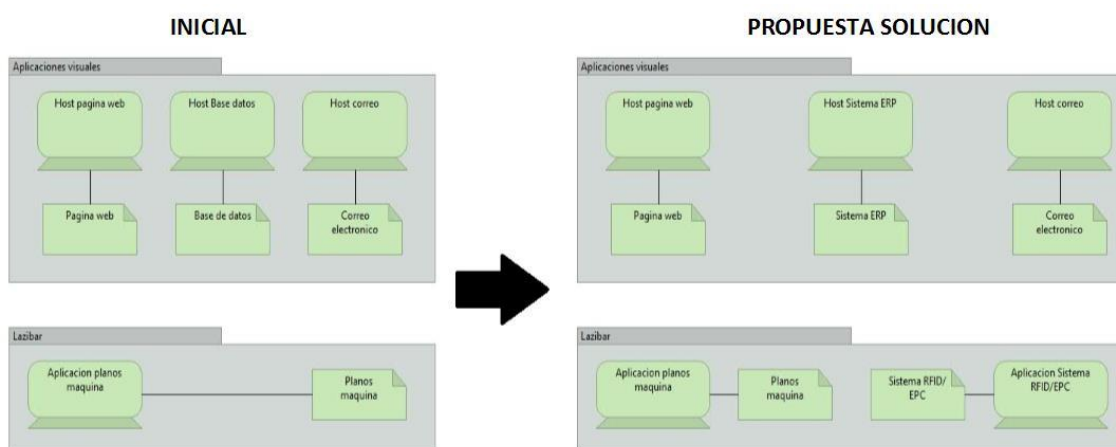 INICIAL
Aplicaciones visuales
Host pagina web
Host Base datos
Host correo
Pagina web
Base de datos
Correo
electronico
Lazibar
Aplicacion planos
maquina
Planos
maquina
PROPUESTA SOLUCION
Aplicaciones visuales
Host pagina web
Host Sistema ERP
Host correo
Pagina web
Sistema ERP
Correo
electronico
Lazibar
Aplicacion planos
maquina
Planos
maquina
Sistema RFID/
EPC
Aplicacion Sistema
RFID/EPC